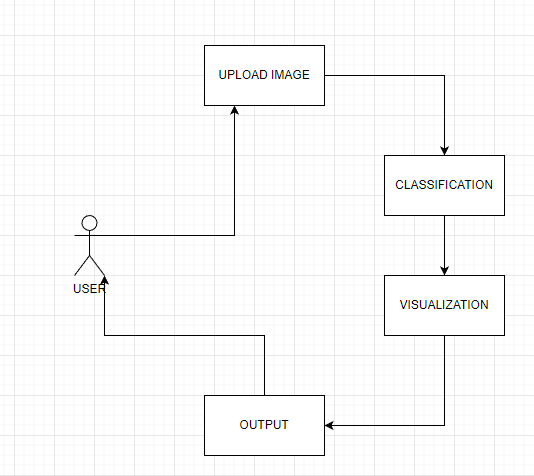 UPLOAD IMAGE
CLASSIFICATION
USER
VISUALIZATION
OUTPUT